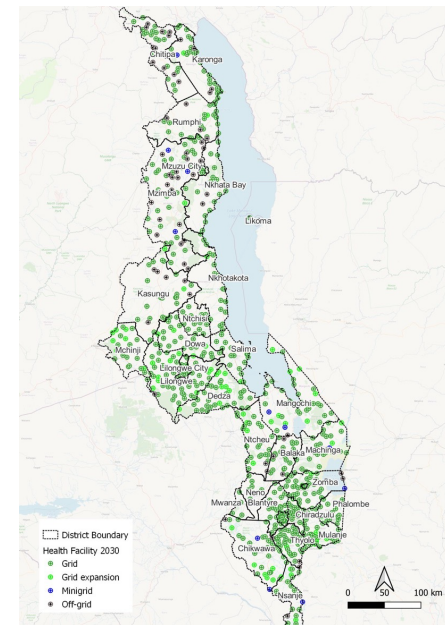 Chitipa
Karonga
Rumphi
Mzuzu City
Mzimba
Nkhata Bay
Likoma
Nkhotakota
Kasungu
Ntchisi
Mchinji
Dowa
Salima
Lilongwe City
Lilongwe
Dedza
Mangochi
Ntcheu
Machinga
Balaka
Zomba
Neno
Phalombe
Mwanza
Blantyre
Chiradzulu
Mulanje
Thyolo
Chikwawa
Nsanje
District Boundary
Health Facility 2030
Grid
Grid expansion
Minigrid
Off-grid
0 50 100 km